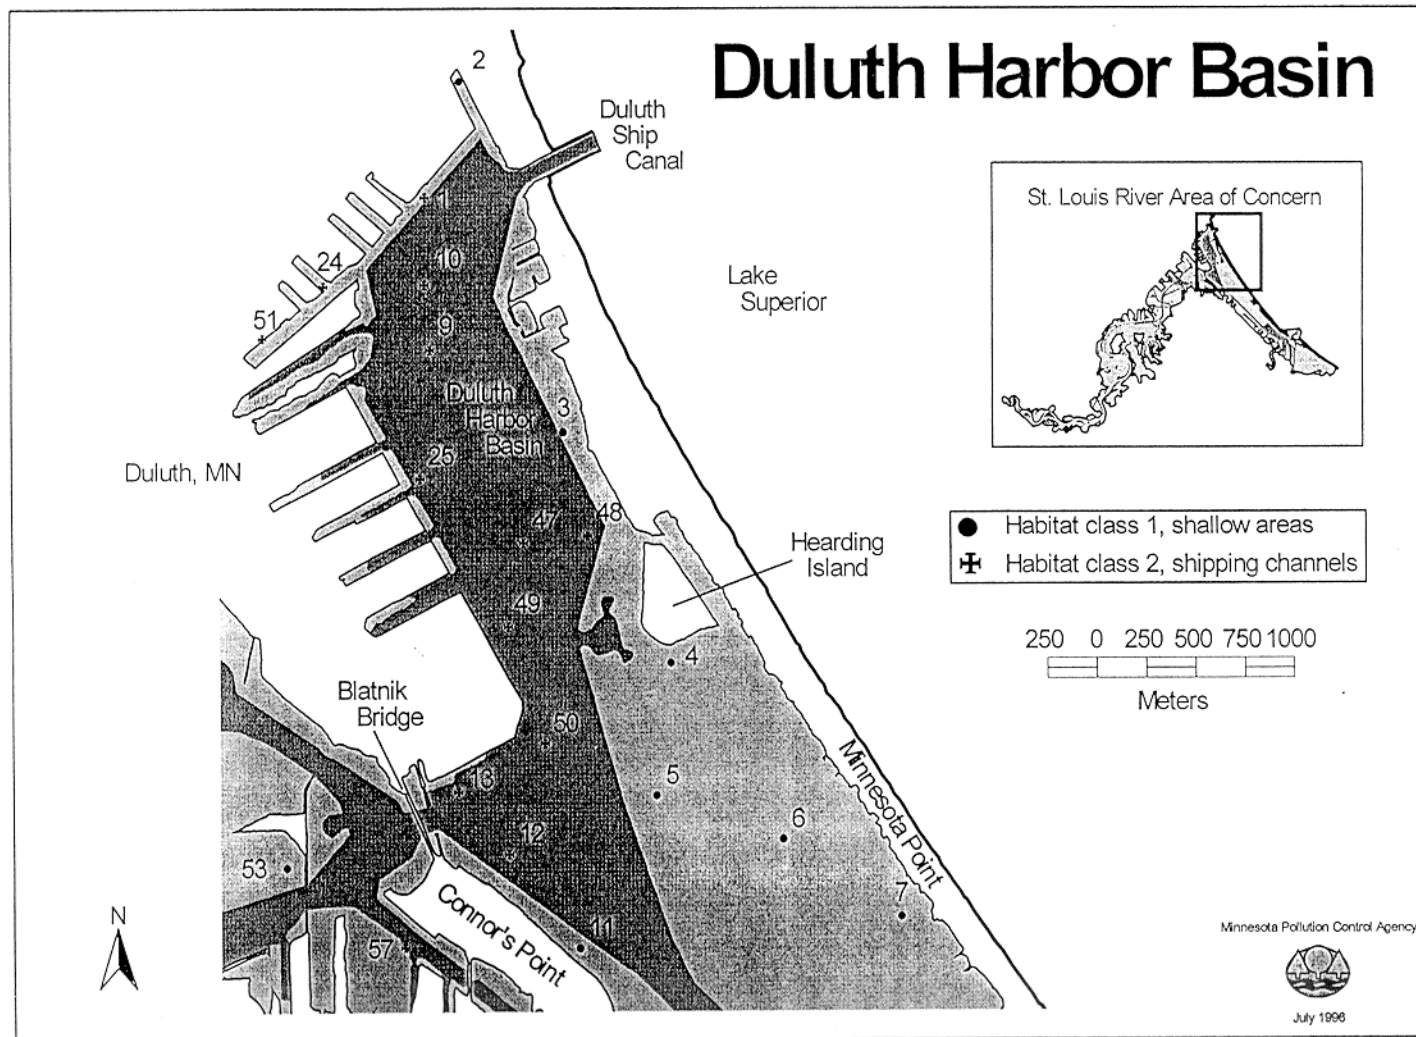 Duluth Harbor Basin
2
Duluth
Ship
Canal
St. Louis River Area of Concern
1
10
24
Lake
Superior
51
9
Duluth
Harbor
Basin
3
Duluth, MN
25
47
48
Habitat class 1, shallow areas
Habitat class 2, shipping channels
Hearding
Island
49
250 0 250 500 750 1000
Meters
4
Blatnik
Bridge
50
Minnesota Point
13
5
6
12
53
Connor's Point
7
N
11
57
Minnesota Pollution Control Agency
July 1996